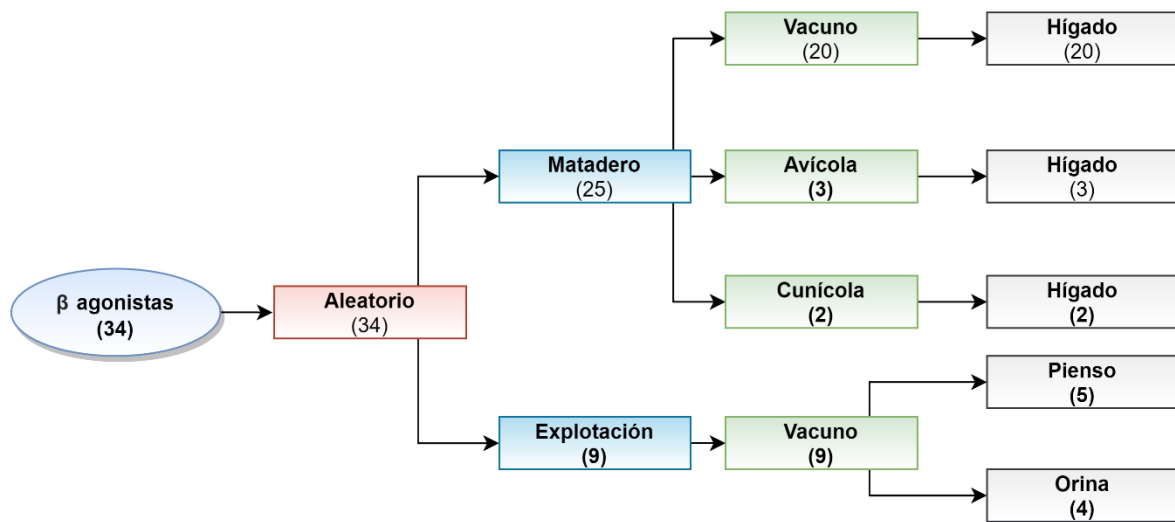 Vacuno
(20)
Hígado
(20)
Matadero
(25)
Avícola
(3)
Hígado
(3)
β agonistas
(34)
Aleatorio
(34)
Cunícola
(2)
Hígado
(2)
Pienso
(5)
Explotación
(9)
Vacuno
(9)
Orina
(4)